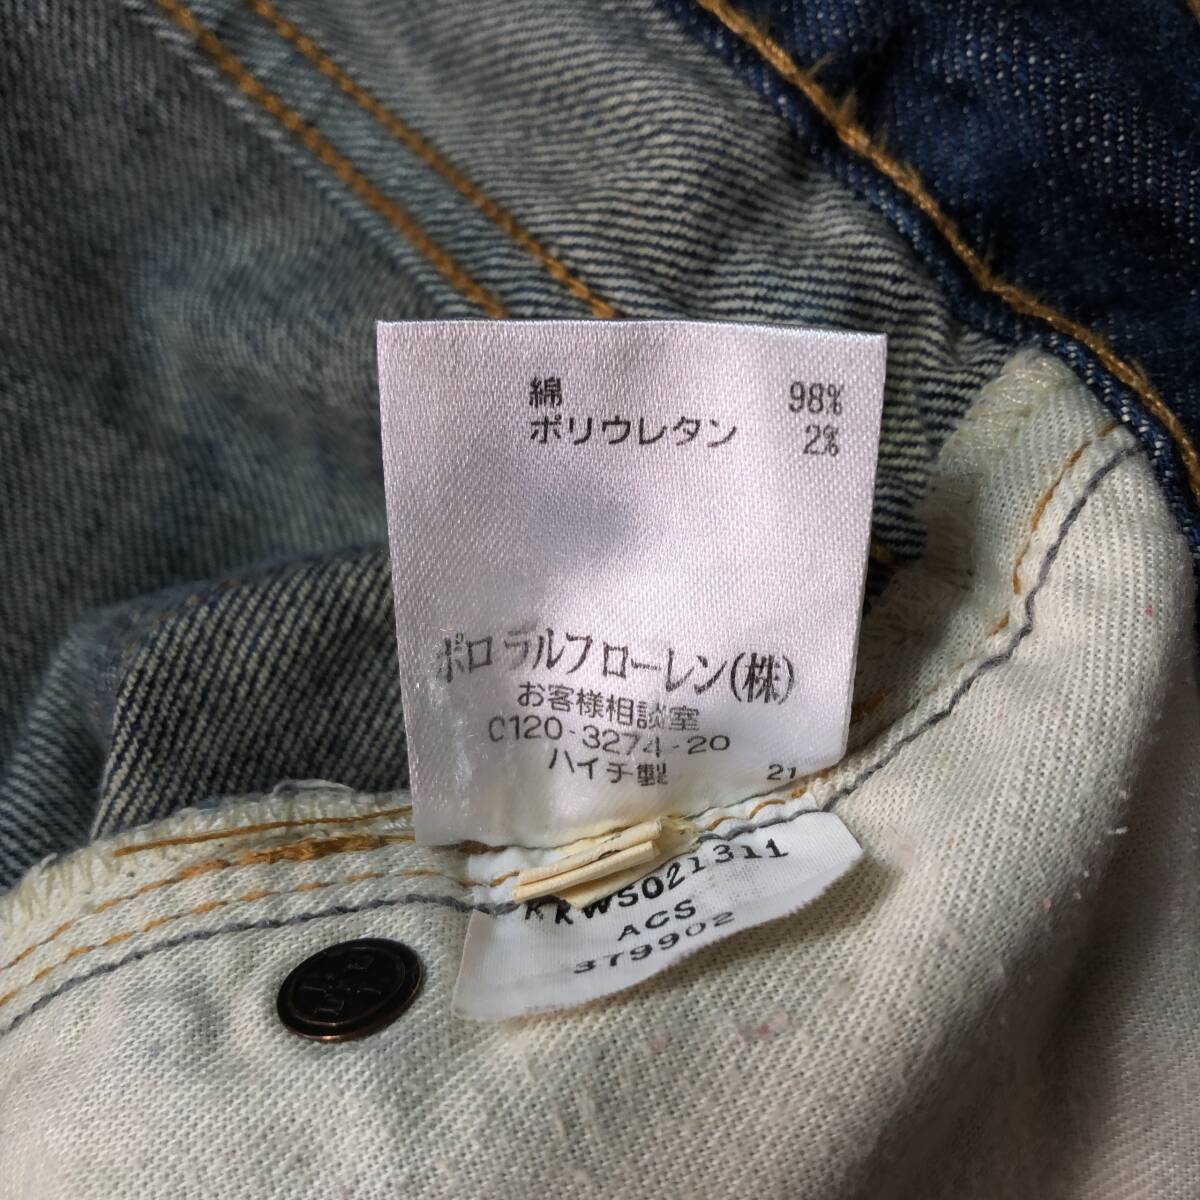 綿 98%
ポリウレタン 2%
ポロ ラルフ ローレン(株)
お客様相談室
0120-3274-20
ハイチ製 21
KKWS021311
ACS
379902